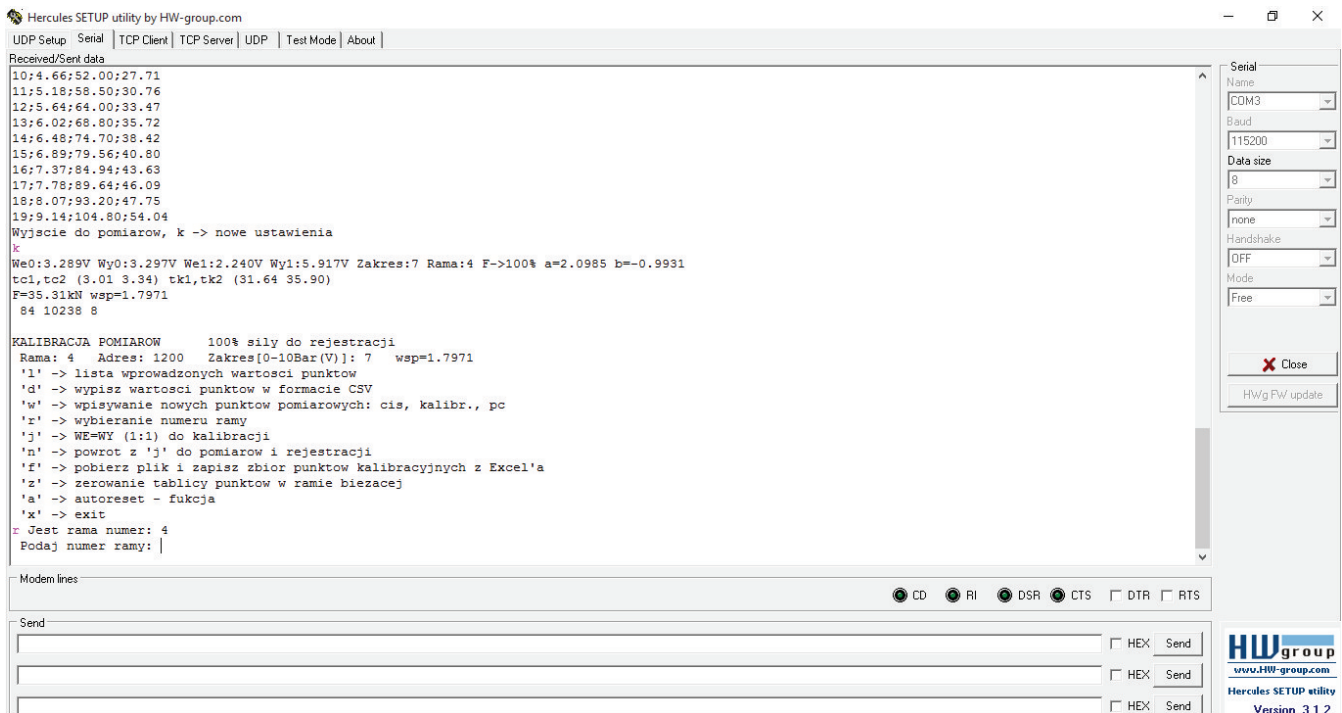 Hercules SETUP utility by HW-group.com
UDP Setup Serial TCP Client TCP Server UDP Test Mode About
Received/Sent data
10;4.66;52.00;27.71
11;5.18;58.50;30.76
12;5.64;64.00;33.47
13;6.02;68.80;35.72
14;6.48;74.70;38.42
15;6.89;79.56;40.80
16;7.37;84.94;43.63
17;7.78;89.64;46.09
18;8.07;93.20;47.75
19;9.14;104.80;54.04
Wyjscie do pomiarow, k -> nowe ustawienia
k
We0:3.289V Wy0:3.297V We1:2.240V Wy1:5.917V Zakres:7 Rama:4 F->100% a=2.0985 b=-0.9931
tc1,tc2 (3.01 3.34) tk1,tk2 (31.64 35.90)
F=35.31kN wsp=1.7971
84 10238 8
KALIBRACJA POMIAROW 100% sily do rejestracji
Rama: 4 Adres: 1200 Zakres[0-10Bar(V)]: 7 wsp=1.7971
'l' -> lista wprowadzonych wartosci punktow
'd' -> wypisz wartosci punktow w formacie CSV
'w' -> wpisywanie nowych punktow pomiarowych: cis, kalibr., pc
'r' -> wybieranie numeru ramy
'j' -> WE=WY (1:1) do kalibracji
'n' -> powrot z 'j' do pomiarow i rejestracji
'f' -> pobierz plik i zapisz zbior punktow kalibracyjnych z Excel'a
'z' -> zerowanie tablicy punktow w ramie biezacej
'a' -> autoreset - fukcja
'x' -> exit
r Jest rama numer: 4
Podaj numer ramy:
Serial
Name
COM3
Baud
115200
Data size
8
Parity
none
Handshake
OFF
Mode
Free
Close
HWg FW update
Modem lines
CD RI DSR CTS DTR RTS
Send
HEX Send
HEX Send
HEX Send
HW group
www.HW-group.com
Hercules SETUP utility
Version 3.1.2